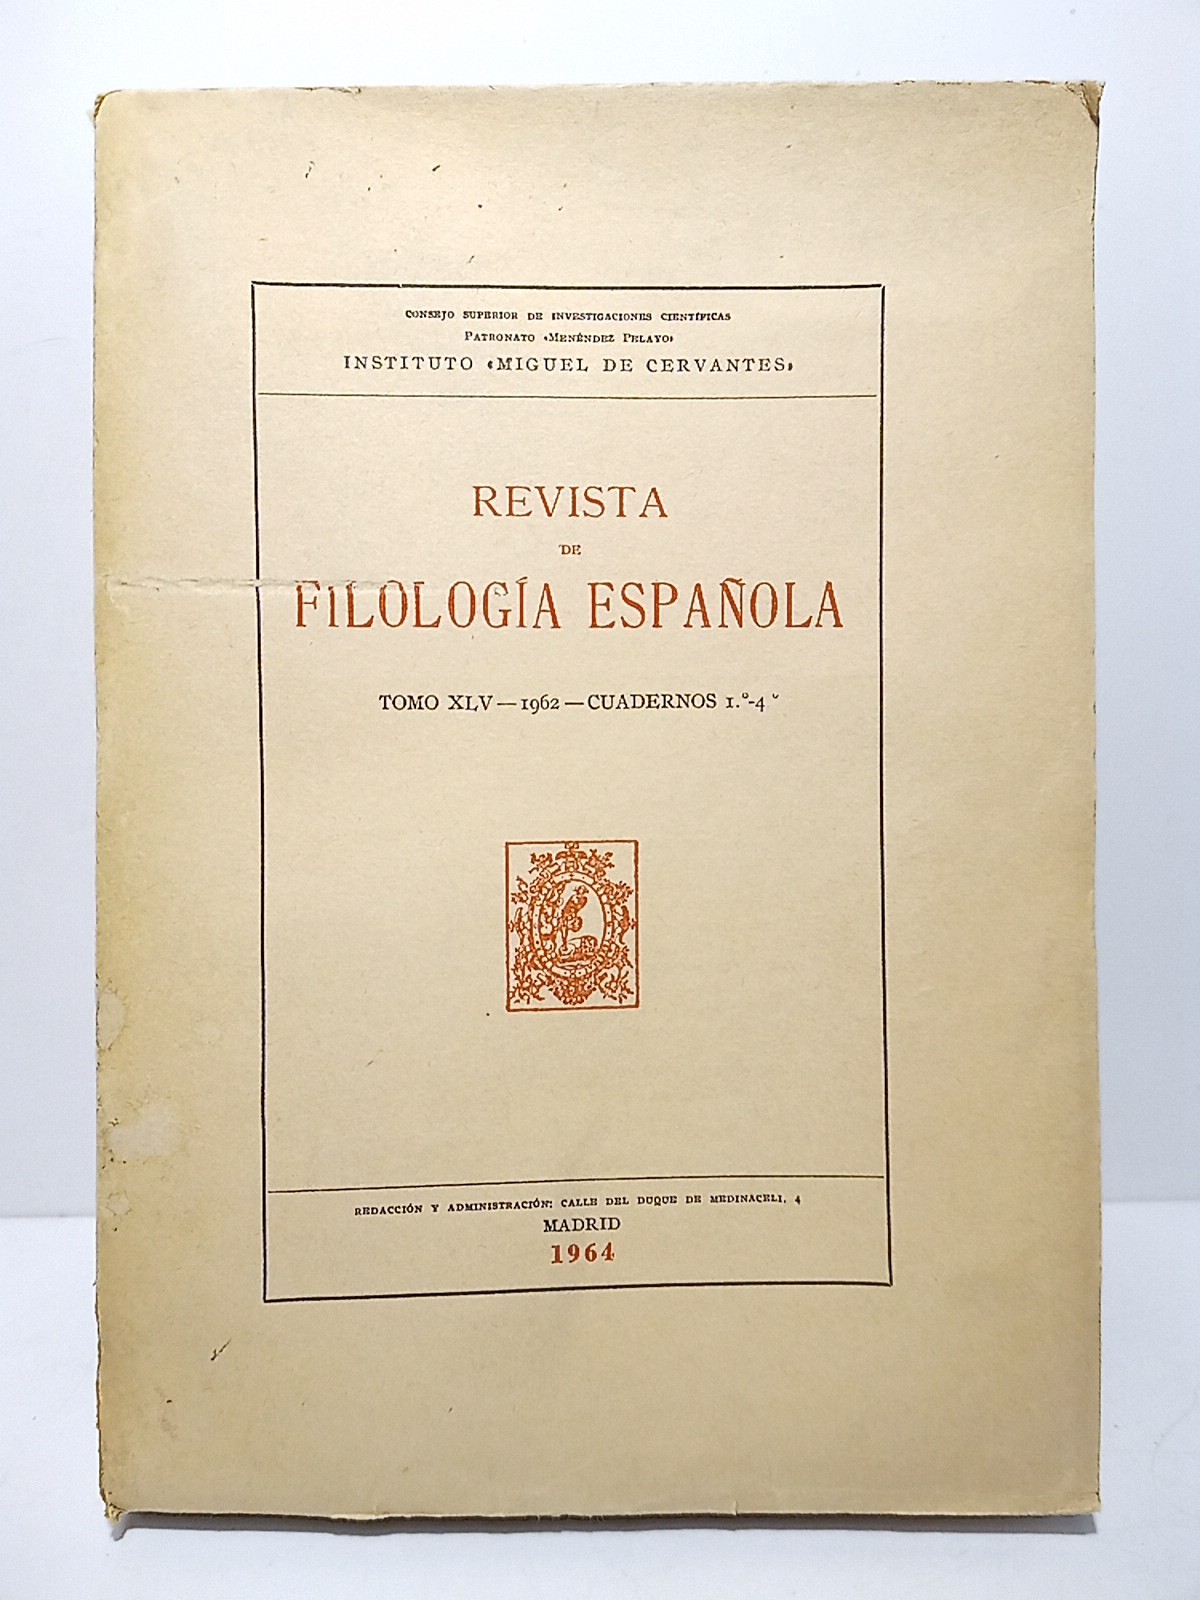 CONSEJO SUPERIOR DE INVESTIGACIONES CIENTÍFICAS
PATRONATO «MENÉNDEZ PELAYO»
INSTITUTO «MIGUEL DE CERVANTES»
REVISTA
DE
FILOLOGÍA ESPAÑOLA
TOMO XLV—1962—CUADERNOS 1.º-4º
REDACCIÓN Y ADMINISTRACIÓN: CALLE DEL DUQUE DE MEDINACELI, 4
MADRID
1964